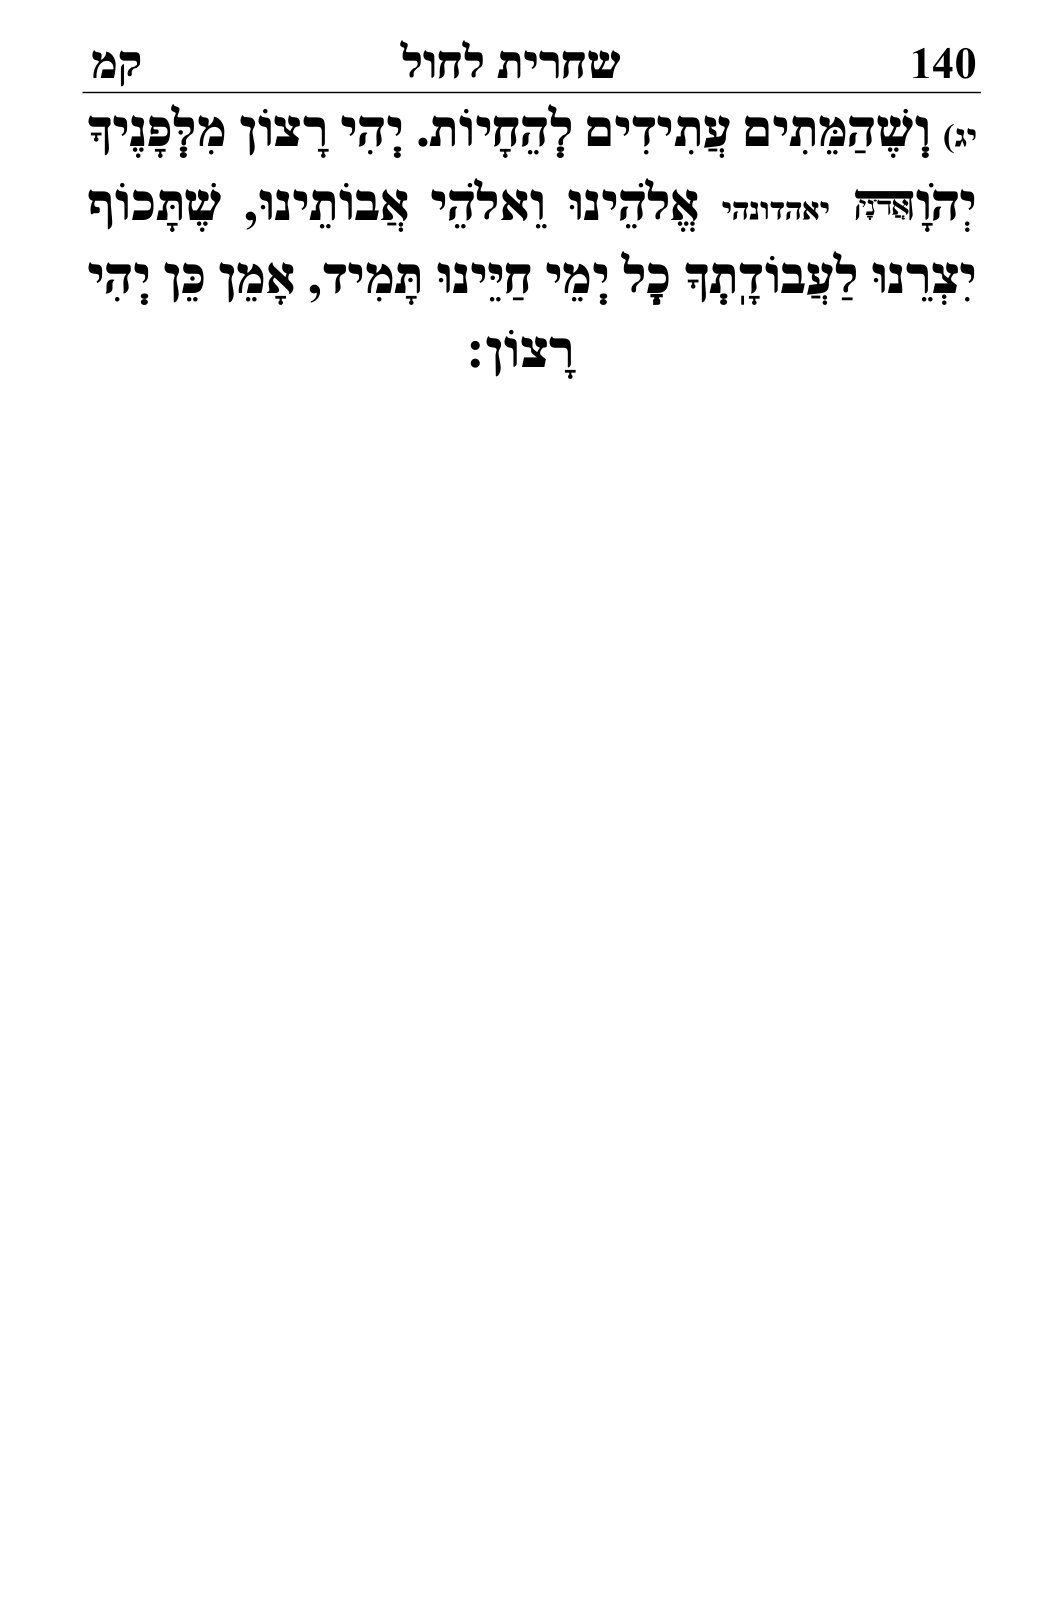 140 שחרית לחול קמ
יג) וְשֶׁהַמֵּתִים עֲתִידִים לְהֵחָיוֹת. יְהִי רָצוֹן מִלְּפָנֶיךָ
יְהֹוָאֲדֹנָיה יאהדונהי אֱלֹהֵינוּ וֵאלֹהֵי אֲבוֹתֵינוּ, שֶׁתָּכוֹף
יִצְרֵנוּ לַעֲבוֹדָתְךָ כָּל יְמֵי חַיֵּינוּ תָּמִיד, אָמֵן כֵּן יְהִי
רָצוֹן: